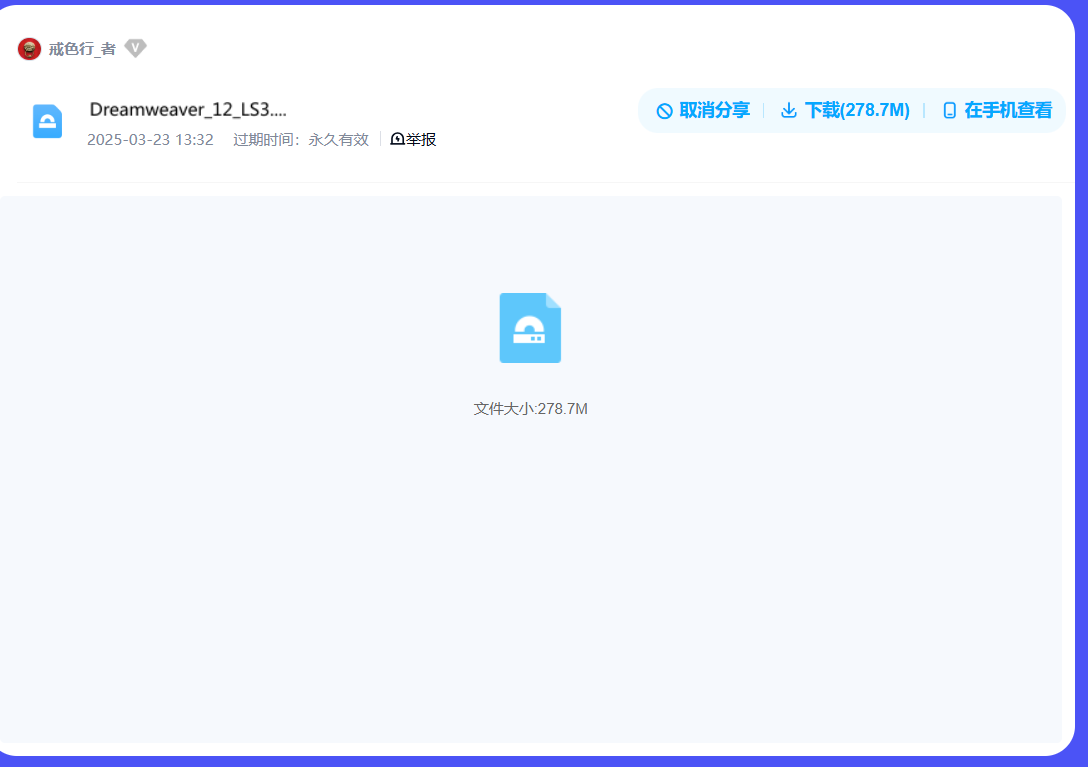 戒色行_者 V
Dreamweaver_12_LS3....
取消分享 下载(278.7M) 在手机查看
2025-03-23 13:32 过期时间：永久有效 举报
文件大小:278.7M